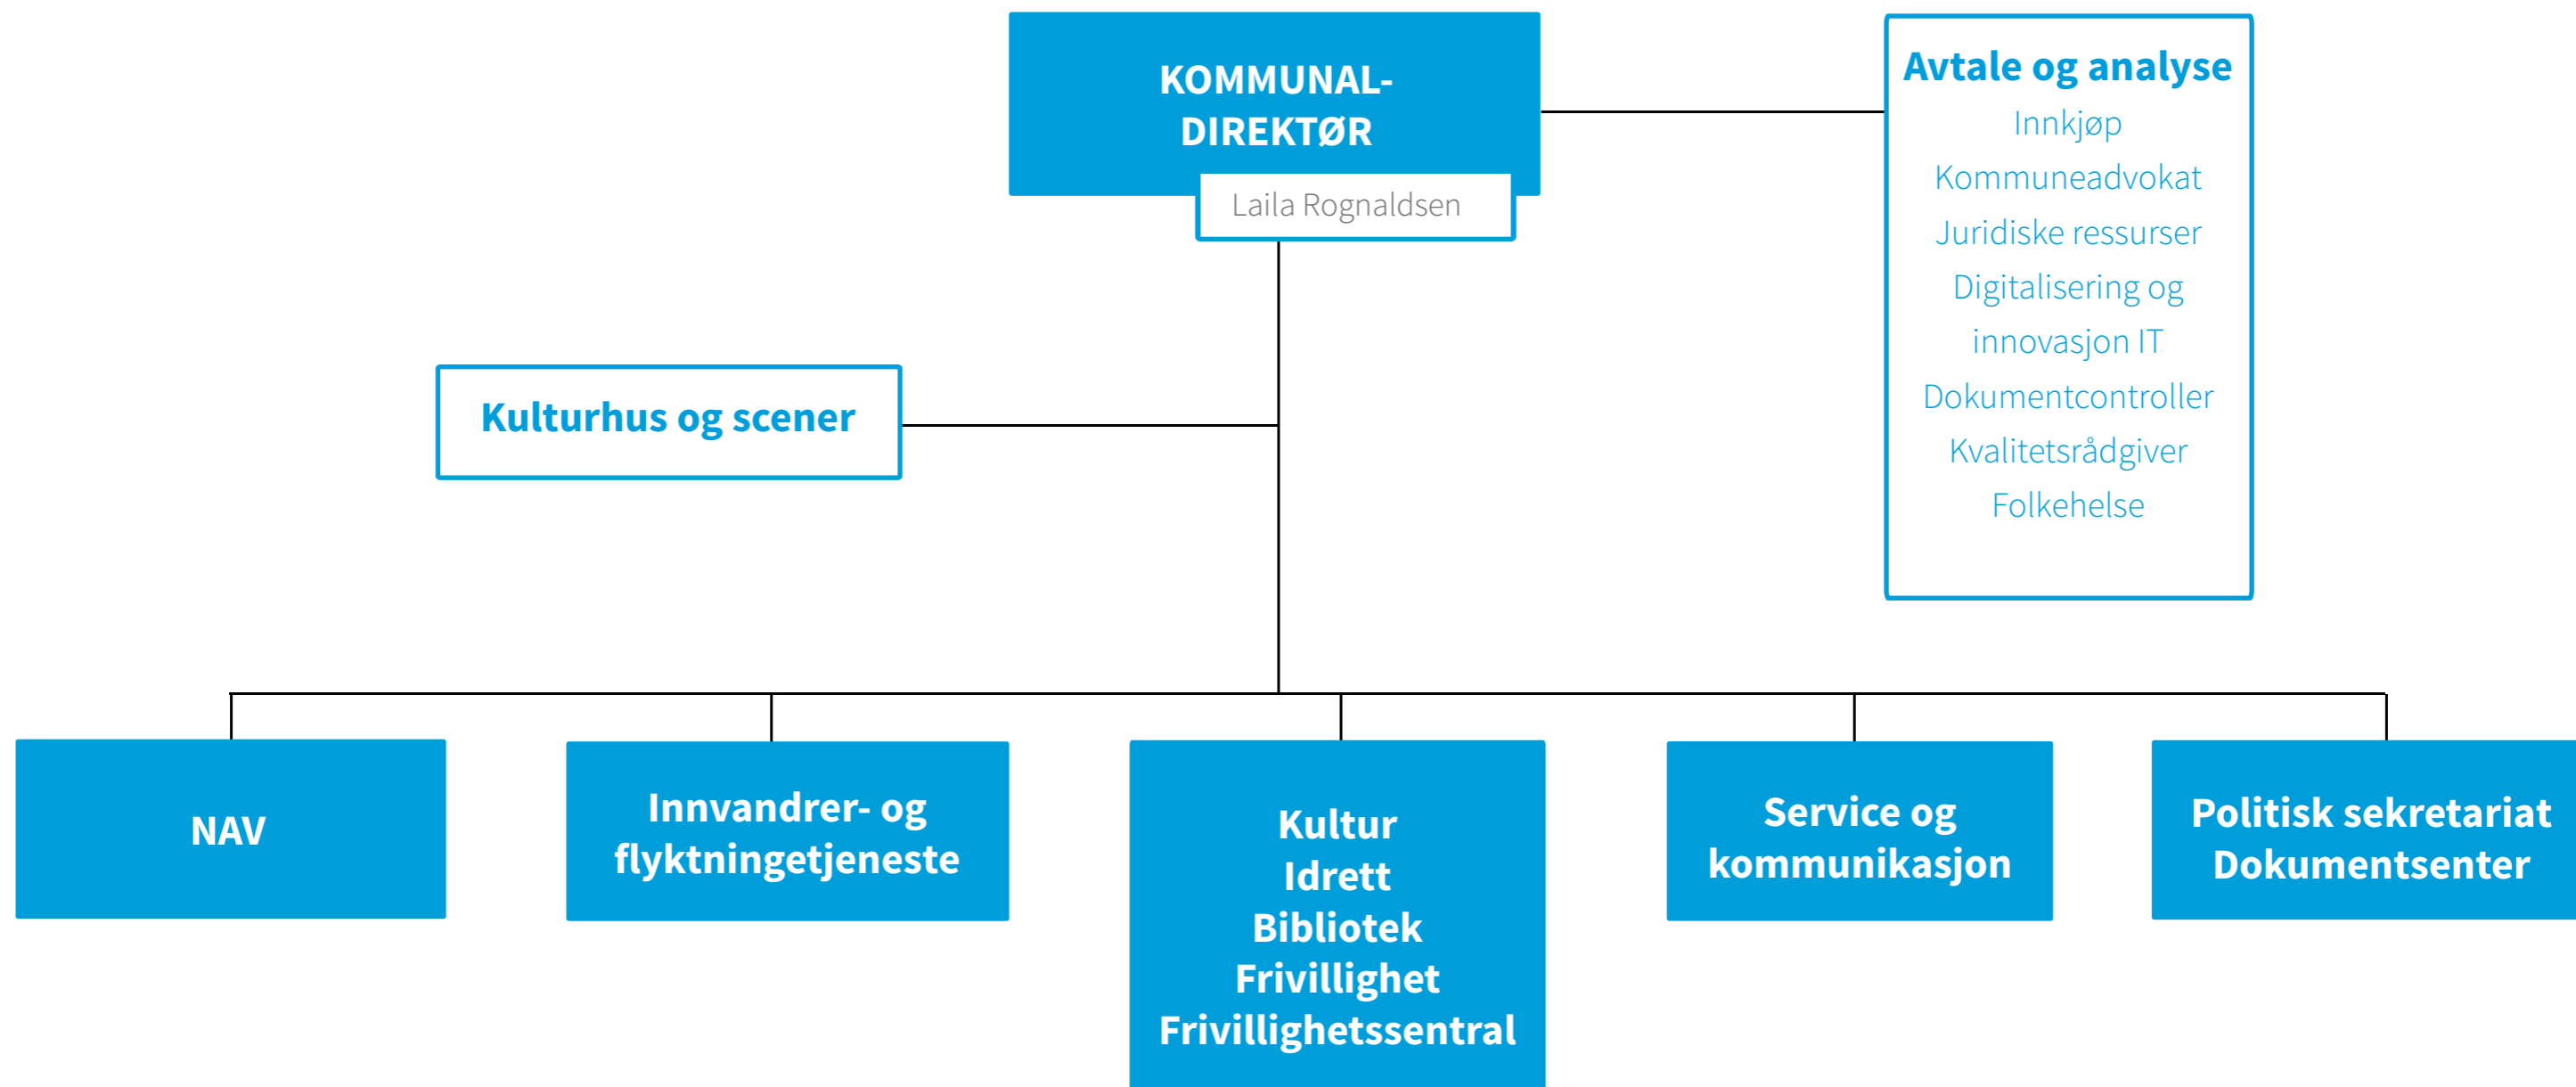 KOMMUNAL-
DIREKTØR
Laila Rognaldsen
Avtale og analyse
Innkjøp
Kommuneadvokat
Juridiske ressurser
Digitalisering og
innovasjon IT
Dokumentcontroller
Kvalitetsrådgiver
Folkehelse
Kulturhus og scener
NAV
Innvandrer- og
flyktningetjeneste
Kultur
Idrett
Bibliotek
Frivillighet
Frivillighetssentral
Service og
kommunikasjon
Politisk sekretariat
Dokumentsenter